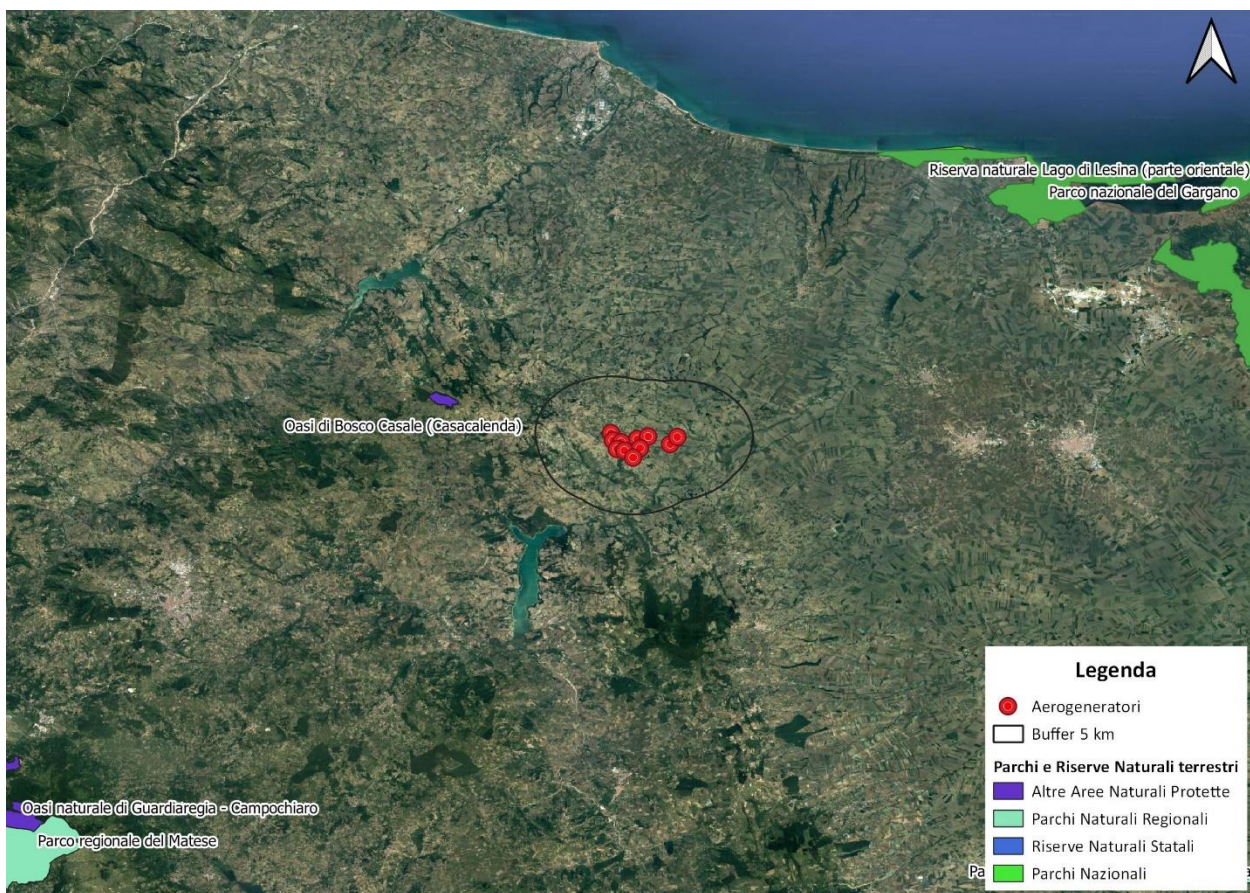 Riserva naturale Lago di Lesina (parte orientale)
Parco nazionale del Gargano
Oasi di Bosco Casale (Casacalenda)
Oasi naturale di Guardiaregia - Campochiaro
Parco regionale del Matese
Legenda
Aerogeneratori
Buffer 5 km
Parchi e Riserve Naturali terrestri
Altre Aree Naturali Protette
Parchi Naturali Regionali
Riserve Naturali Statali
Parchi Nazionali